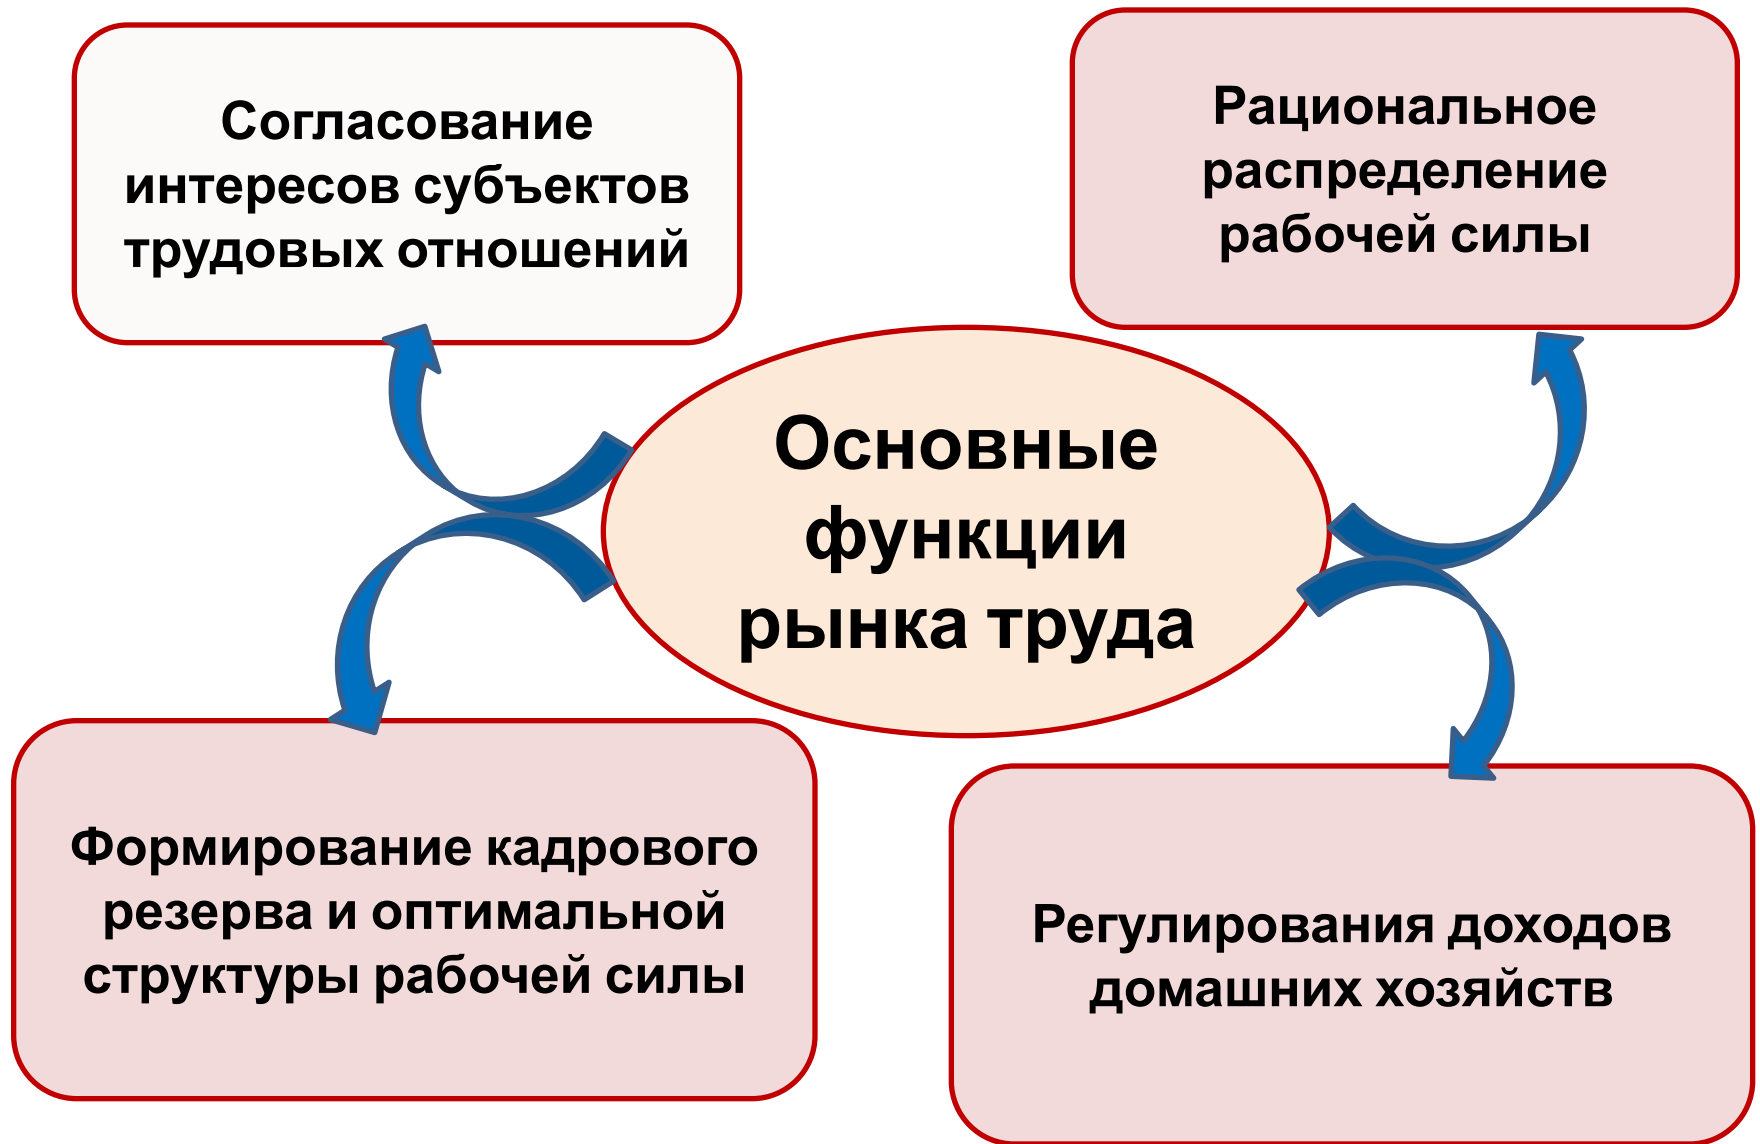 Согласование
интересов субъектов
трудовых отношений
Рациональное
распределение
рабочей силы
Основные
функции
рынка труда
Формирование кадрового
резерва и оптимальной
структуры рабочей силы
Регулирования доходов
домашних хозяйств